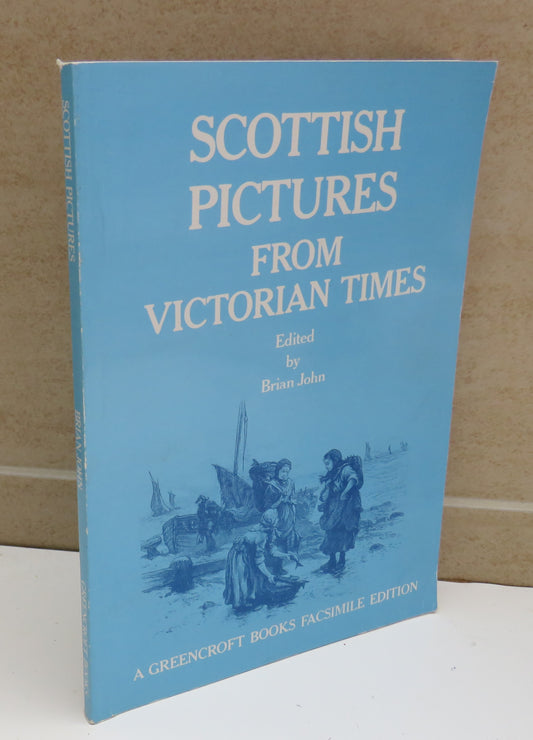 SCOTTISH
PICTURES
FROM
VICTORIAN TIMES
Edited
by
Brian John
A GREENCROFT BOOKS FACSIMILE EDITION
SCOTTISH PICTURES
BRIAN JOHN